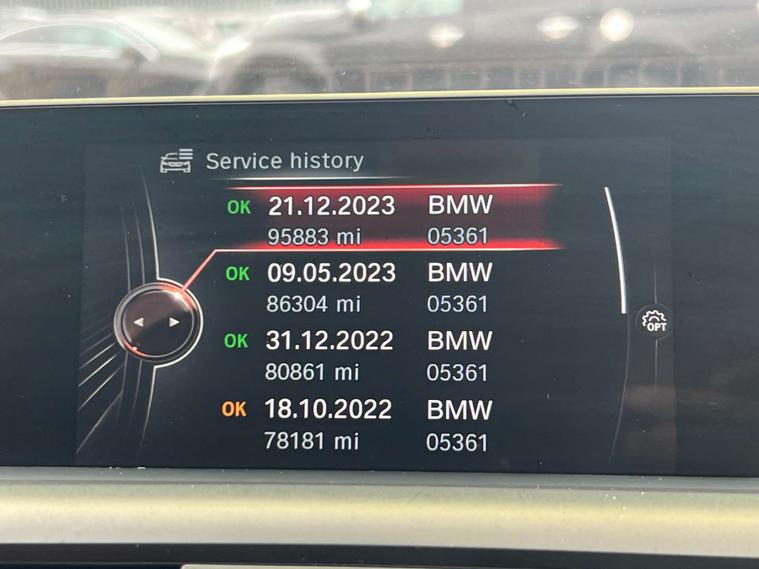 Service history
OK 21.12.2023 BMW
95883 mi 05361
OK 09.05.2023 BMW
86304 mi 05361
OPT
OK 31.12.2022 BMW
80861 mi 05361
OK 18.10.2022 BMW
78181 mi 05361